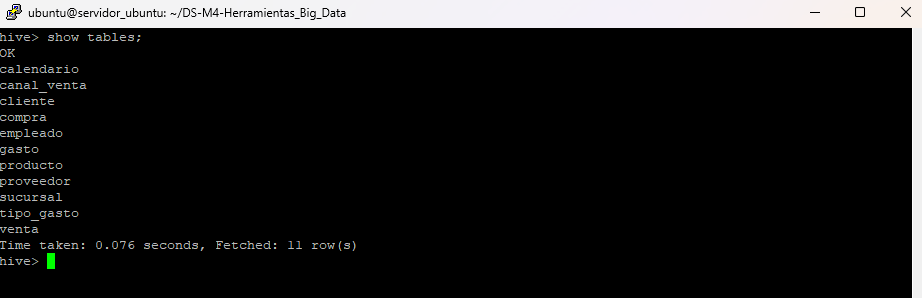 ubuntu@servidor_ubuntu: ~/DS-M4-Herramientas_Big_Data
hive> show tables;
OK
calendario
canal_venta
cliente
compra
empleado
gasto
producto
proveedor
sucursal
tipo_gasto
venta
Time taken: 0.076 seconds, Fetched: 11 row(s)
hive>